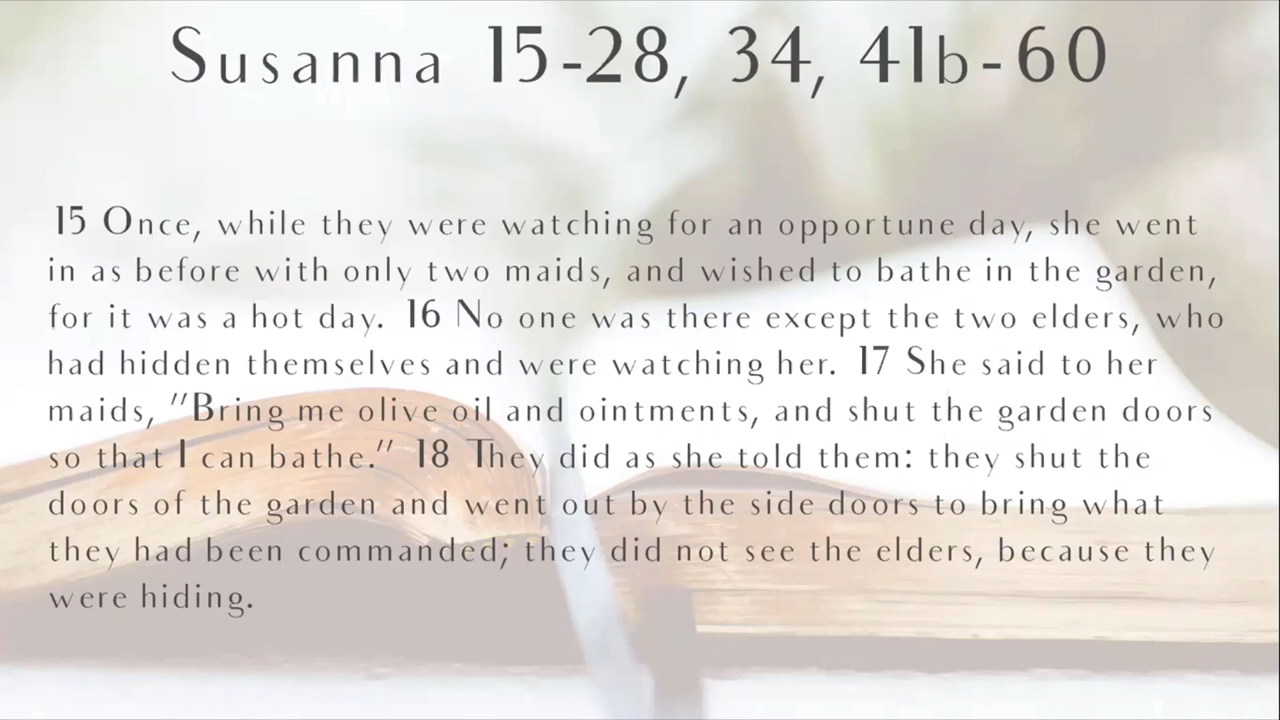 Susanna 15-28, 34, 41b-60
15 Once, while they were watching for an opportune day, she went
in as before with only two maids, and wished to bathe in the garden,
for it was a hot day. 16 No one was there except the two elders, who
had hidden themselves and were watching her. 17 She said to her
maids, "Bring me olive oil and ointments, and shut the garden doors
so that I can bathe." 18 They did as she told them: they shut the
doors of the garden and went out by the side doors to bring what
they had been commanded; they did not see the elders, because they
were hiding.